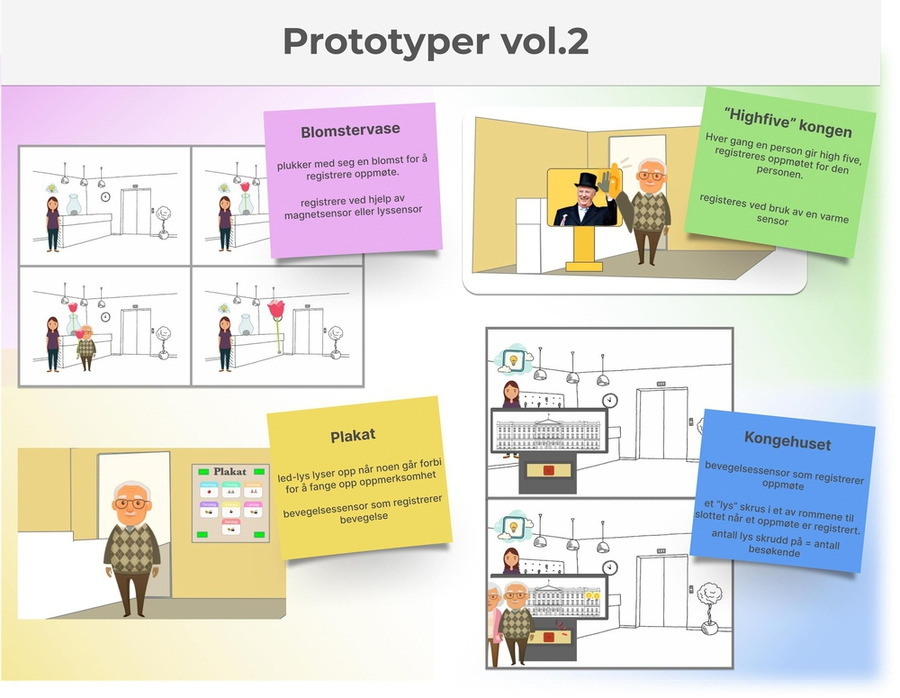 Prototyper vol.2
Blomstervase
plukker med seg en blomst for å
registrere oppmøte.
registrere ved hjelp av
magnetsensor eller lyssensor
"Highfive" kongen
Hver gang en person gir high five,
registreres oppmøtet for den
personen.
registeres ved bruk av en varme
sensor
Plakat
led-lys lyser opp når noen går forbi
for å fange opp oppmerksomhet
bevegelsessensor som registrerer
bevegelse
Plakat
Kongehuset
bevegelsessensor som registrerer
oppmøte
et "lys" skrus i et av rommene til
slottet når et oppmøte er registrert.
antall lys skrudd på = antall
besøkende